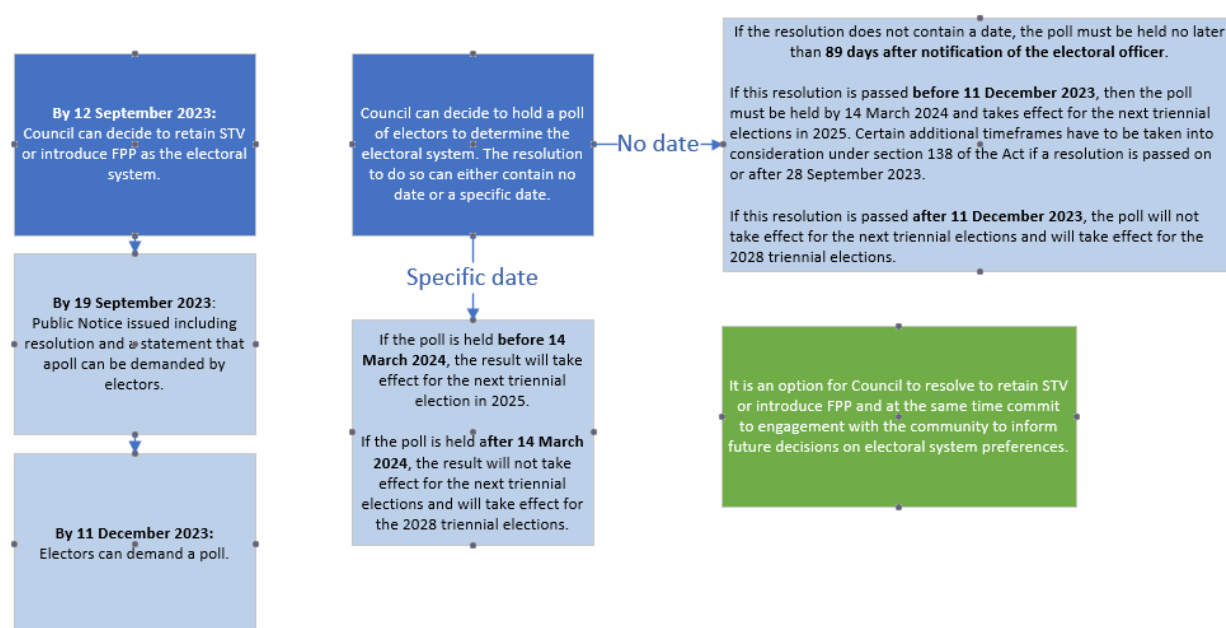 By 12 September 2023:
Council can decide to retain STV
or introduce FPP as the electoral
system.
By 19 September 2023:
Public Notice issued including
resolution and a statement that
apoll can be demanded by
electors.
By 11 December 2023:
Electors can demand a poll.
Council can decide to hold a poll
of electors to determine the
electoral system. The resolution
to do so can either contain no
date or a specific date.
No date
Specific date
If the poll is held before 14
March 2024, the result will take
effect for the next triennial
election in 2025.
If the poll is held after 14 March
2024, the result will not take
effect for the next triennial
elections and will take effect for
the 2028 triennial elections.
If the resolution does not contain a date, the poll must be held no later
than 89 days after notification of the electoral officer.
If this resolution is passed before 11 December 2023, then the poll
must be held by 14 March 2024 and takes effect for the next triennial
elections in 2025. Certain additional timeframes have to be taken into
consideration under section 138 of the Act if a resolution is passed on
or after 28 September 2023.
If this resolution is passed after 11 December 2023, the poll will not
take effect for the next triennial elections and will take effect for the
2028 triennial elections.
It is an option for Council to resolve to retain STV
or introduce FPP and at the same time commit
to engagement with the community to inform
future decisions on electoral system preferences.